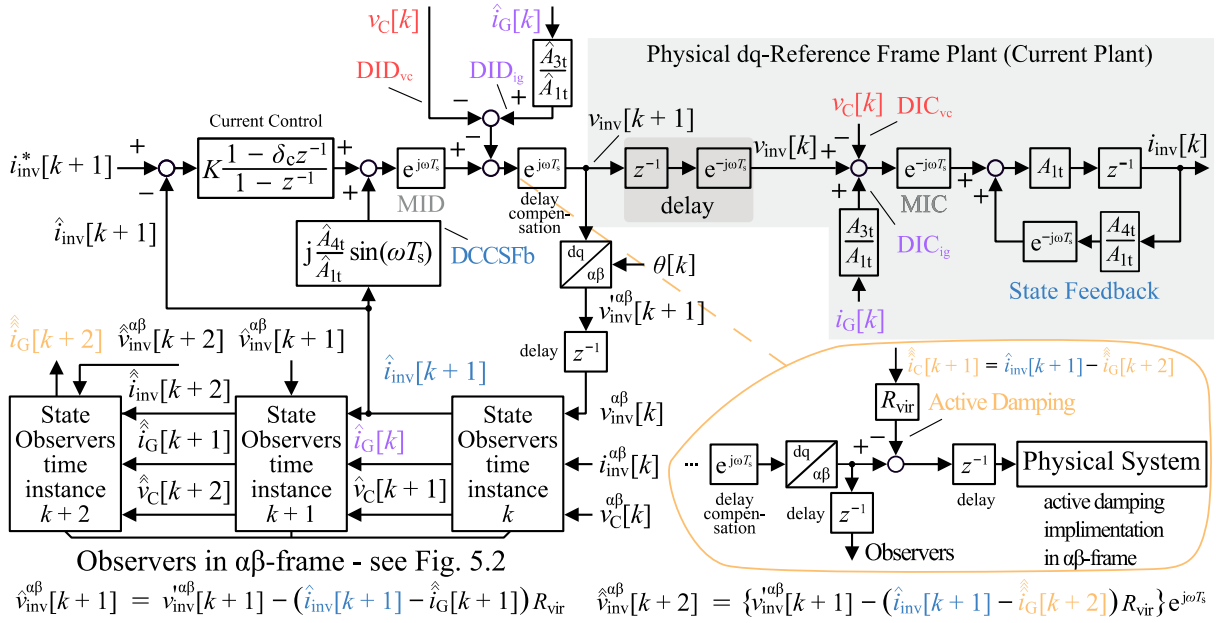 v_C[k]
î_G[k]
Â_3t
Â_1t
DID_vc
DID_ig
−
+
Physical dq-Reference Frame Plant (Current Plant)
v_C[k]
DIC_vc
Current Control
v_inv[k+1]
v_inv[k]
i_inv[k]
i*_inv[k+1]
+
−
K (1 − δ_c z⁻¹)/(1 − z⁻¹)
+
+
e^{jωT_s}
MID
+
−
e^{jωT_s}
delay
compen-
sation
z⁻¹
e^{-jωT_s}
delay
+
−
+
e^{-jωT_s}
MIC
+
+
A_1t
z⁻¹
î_inv[k+1]
j (Â_4t/Â_1t) sin(ωT_s)
DCCSFb
dq
αβ
θ[k]
A_3t
A_1t
DIC_ig
i_G[k]
e^{-jωT_s}
A_4t
A_1t
State Feedback
v'^αβ_inv[k+1]
delay
z⁻¹
î̂_G[k+2]
v̂̂^αβ_inv[k+2]
v̂^αβ_inv[k+1]
î_inv[k+1]
v^αβ_inv[k]
State
Observers
time
instance
k+2
î̂_inv[k+2]
î̂_G[k+1]
v̂̂_C[k+2]
State
Observers
time
instance
k+1
î_G[k]
v̂_C[k+1]
State
Observers
time
instance
k
i^αβ_inv[k]
v^αβ_C[k]
Observers in αβ-frame - see Fig. 5.2
î̂_C[k+1] = î_inv[k+1] − î̂_G[k+2]
R_vir
Active Damping
...
e^{jωT_s}
delay
compen-
sation
dq
αβ
+
−
delay
z⁻¹
Observers
z⁻¹
delay
Physical System
active damping
implimentation
in αβ-frame
v̂^αβ_inv[k+1] = v'^αβ_inv[k+1] − (î_inv[k+1] − î̂_G[k+1]) R_vir
v̂̂^αβ_inv[k+2] = {v'^αβ_inv[k+1] − (î_inv[k+1] − î̂_G[k+2]) R_vir} e^{jωT_s}